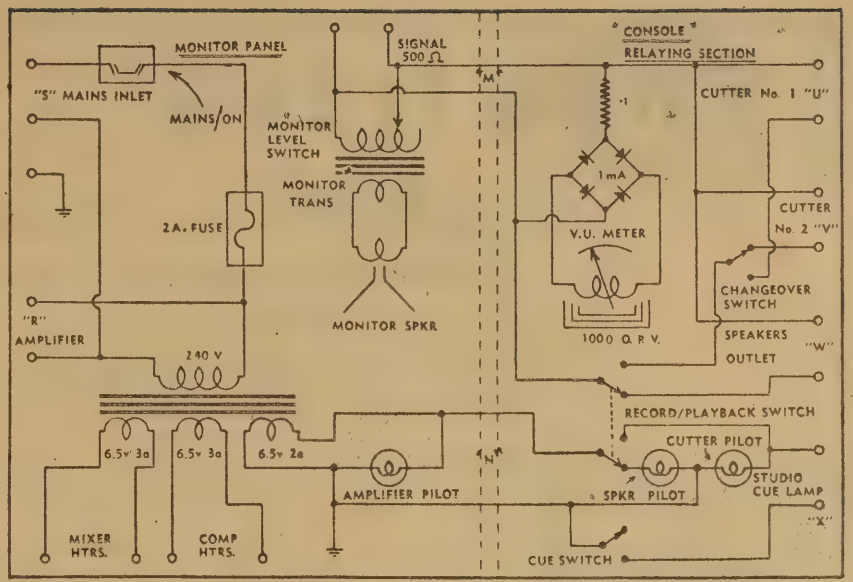 MONITOR PANEL
"S" MAINS INLET
MAINS/ON
2A. FUSE
"R"
AMPLIFIER
240 V
6.5v 3a
6.5v 3a
6.5v 2a
MIXER
HTRS.
COMP
HTRS.
SIGNAL
500 Ω
MONITOR
LEVEL
SWITCH
MONITOR
TRANS
MONITOR SPKR
AMPLIFIER PILOT
"M"
"N"
"CONSOLE"
RELAYING SECTION
CUTTER No. 1 "U"
1 mA
V.U. METER
1000 O.P.V.
CUTTER
No. 2 "V"
CHANGEOVER
SWITCH
SPEAKERS
OUTLET
"W"
RECORD/PLAYBACK SWITCH
CUTTER PILOT
SPKR PILOT
STUDIO
CUE LAMP
"X"
CUE SWITCH